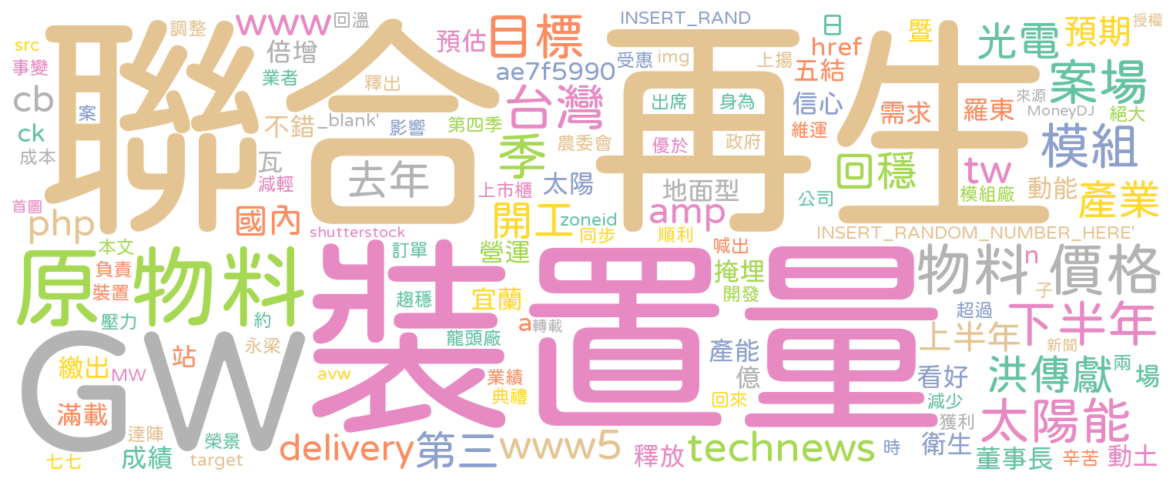 聯合再生
裝置量
GW
原物料
src
調整
www
回溫
預估
目標
INSERT_RAND
日
暨
光電
預期
授權
事變
倍增
業者
ae7f5990
受惠
img
上揚
href
五結
案場
cb
案
釋出
台灣
出席
身為
信心
需求
羅東
來源
MoneyDJ
絕大
ck
不錯
_blank'
影響
第四季
農委會
優於
政府
維運
模組
成本
瓦
去年
季
太陽
地面型
回穩
tw
模組廠
動能
產業
減輕
上市櫃
公司
首圖
php
國內
開工
zoneid
amp
shutterstock
同步
順利
INSERT_RANDOM_NUMBER_HERE'
本文
負責
訂單
營運
喊出
掩埋
物料
n
價格
裝置
趨穩
宜蘭
開發
子
壓力
約
a
轉載
超過
下半年
龍頭廠
上半年
新聞
繳出
站
永梁
產能
MW
avw
業績
億
看好
洪傳獻
兩
場
滿載
典禮
回來
減少
獲利
太陽能
達陣
榮景
七七
成績
target
delivery
第三
www5
釋放
technews
時
衛生
董事長
辛苦
動土